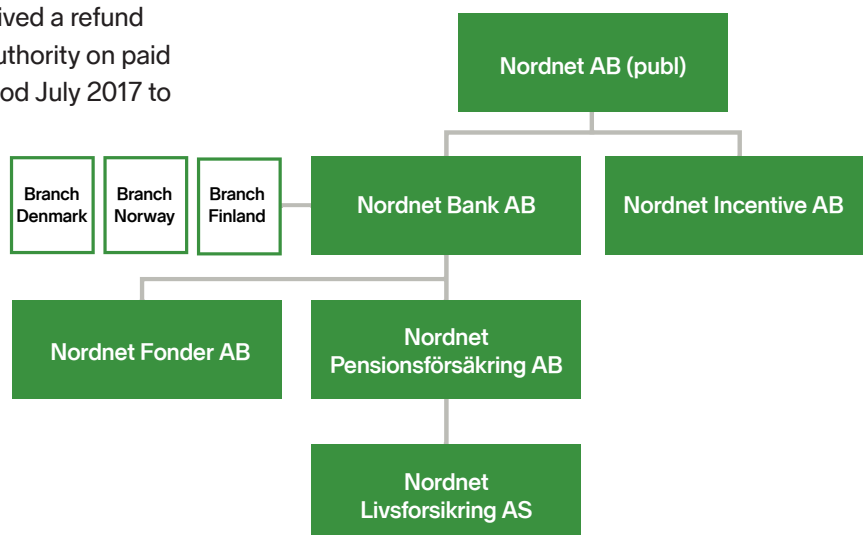 ived a refund
uthority on paid
od July 2017 to
Nordnet AB (publ)
Branch
Denmark
Branch
Norway
Branch
Finland
Nordnet Bank AB
Nordnet Incentive AB
Nordnet Fonder AB
Nordnet
Pensionsförsäkring AB
Nordnet
Livsforsikring AS